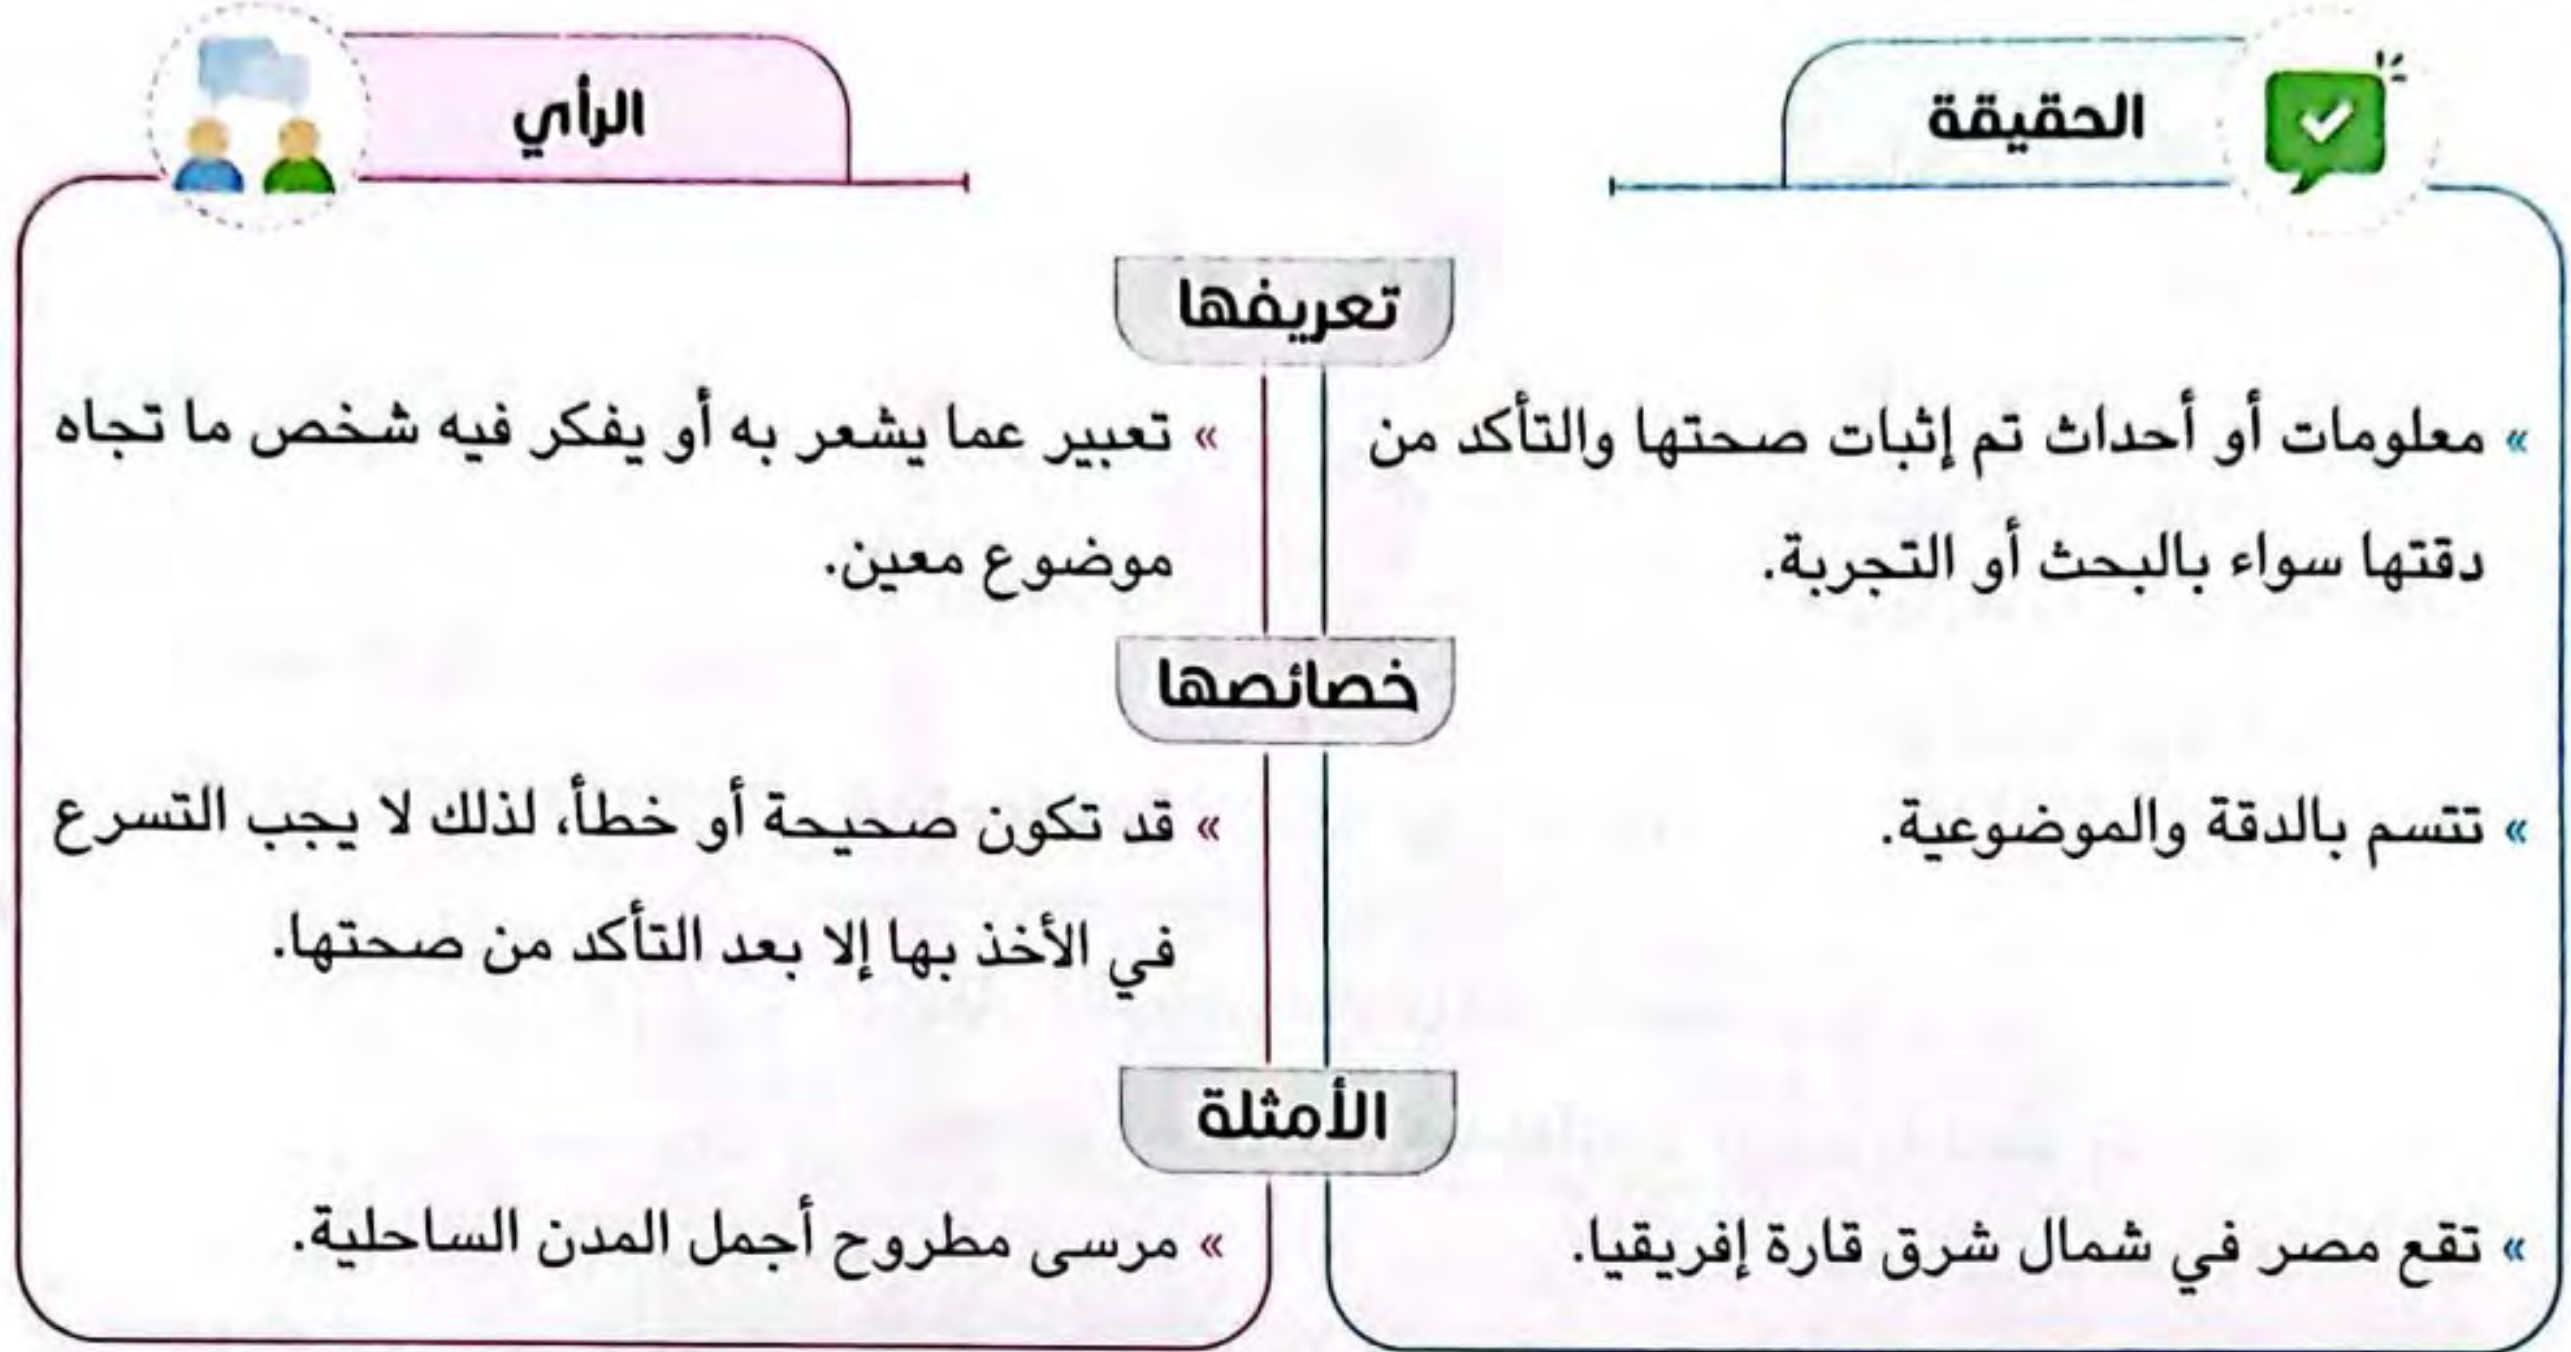 الحقيقة
الرأي
تعريفها
» معلومات أو أحداث تم إثبات صحتها والتأكد من
دقتها سواء بالبحث أو التجربة.
» تعبير عما يشعر به أو يفكر فيه شخص ما تجاه
موضوع معين.
خصائصها
» تتسم بالدقة والموضوعية.
» قد تكون صحيحة أو خطأ، لذلك لا يجب التسرع
في الأخذ بها إلا بعد التأكد من صحتها.
الأمثلة
» تقع مصر في شمال شرق قارة إفريقيا.
» مرسى مطروح أجمل المدن الساحلية.